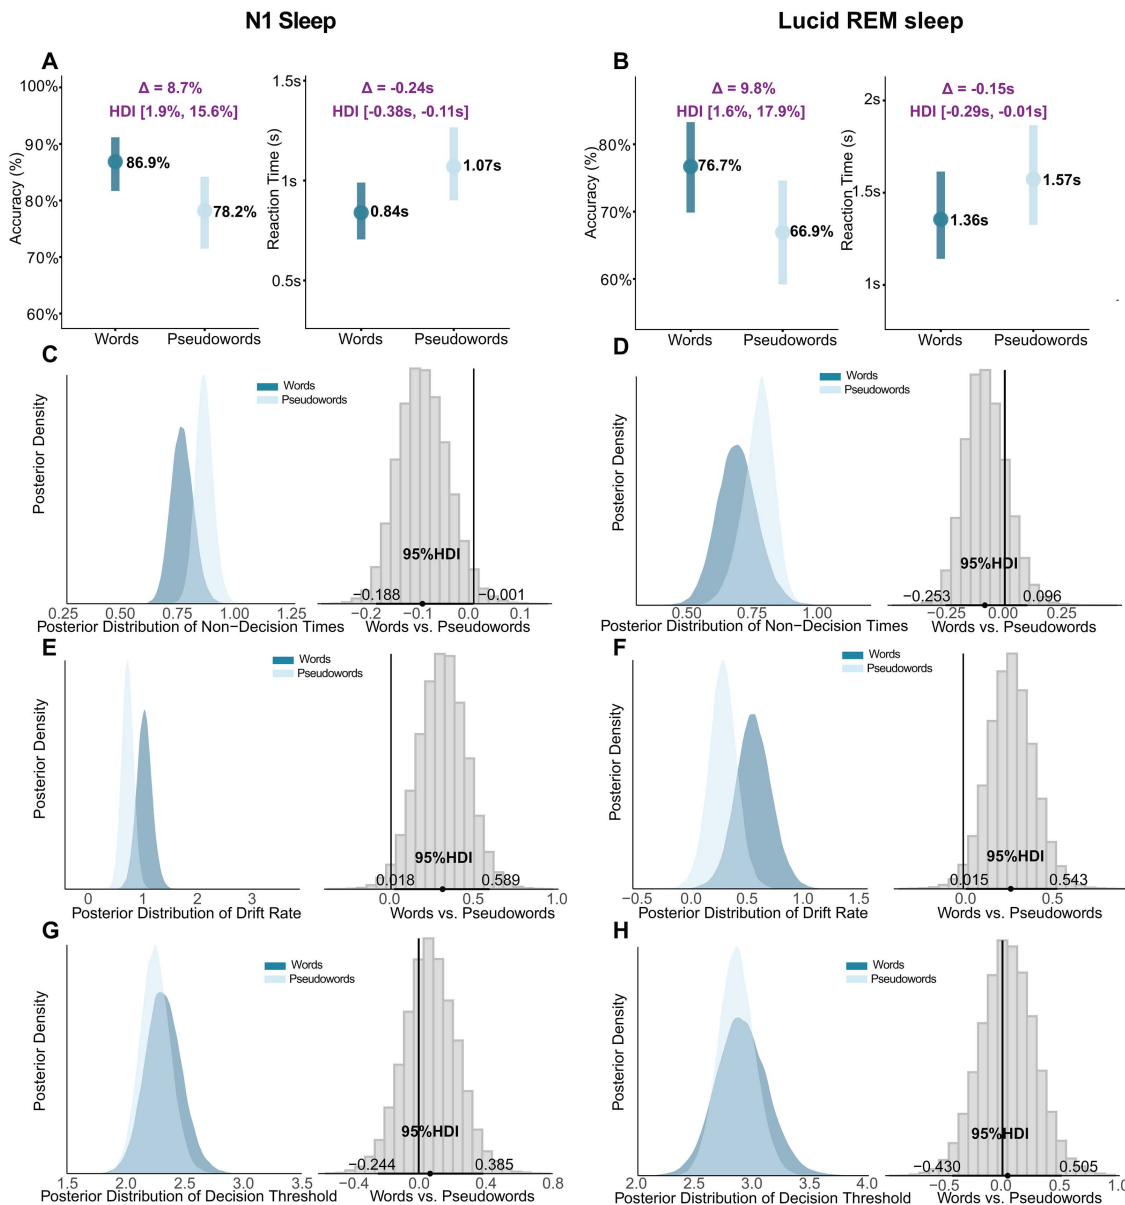 N1 Sleep
Lucid REM sleep
A
100%
90%
80%
70%
60%
Accuracy (%)
Δ = 8.7%
HDI [1.9%, 15.6%]
86.9%
78.2%
Words
Pseudowords
1.5s
1s
0.5s
Reaction Time (s)
Δ = -0.24s
HDI [-0.38s, -0.11s]
0.84s
1.07s
Words
Pseudowords
B
80%
70%
60%
Accuracy (%)
Δ = 9.8%
HDI [1.6%, 17.9%]
76.7%
66.9%
Words
Pseudowords
2s
1.5s
1s
Reaction Time (s)
Δ = -0.15s
HDI [-0.29s, -0.01s]
1.36s
1.57s
Words
Pseudowords
C
Posterior Density
Words
Pseudowords
0.25 0.50 0.75 1.00 1.25
Posterior Distribution of Non−Decision Times
95%HDI
−0.188 −0.001
−0.2 −0.1 0.0 0.1
Words vs. Pseudowords
D
Posterior Density
Words
Pseudowords
0.50 0.75 1.00
Posterior Distribution of Non−Decision Times
95%HDI
−0.253 0.096
−0.25 0.00 0.25
Words vs. Pseudowords
E
Posterior Density
Words
Pseudowords
0 1 2 3
Posterior Distribution of Drift Rate
95%HDI
0.018 0.589
0.0 0.5 1.0
Words vs. Pseudowords
F
Posterior Density
Words
Pseudowords
−0.5 0.0 0.5 1.0 1.5
Posterior Distribution of Drift Rate
95%HDI
0.015 0.543
0.0 0.5
Words vs. Pseudowords
G
Posterior Density
Words
Pseudowords
1.5 2.0 2.5 3.0 3.5
Posterior Distribution of Decision Threshold
95%HDI
−0.244 0.385
−0.4 0.0 0.4 0.8
Words vs. Pseudowords
H
Posterior Density
Words
Pseudowords
2.0 2.5 3.0 3.5 4.0
Posterior Distribution of Decision Threshold
95%HDI
−0.430 0.505
−0.5 0.0 0.5 1.0
Words vs. Pseudowords